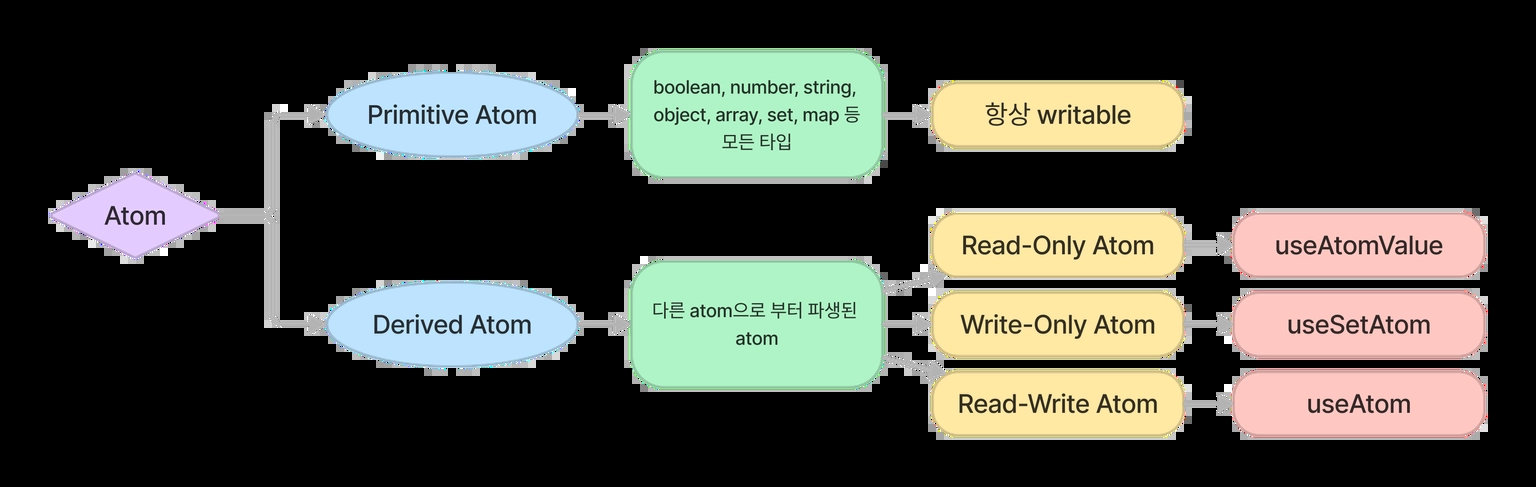 Atom
Primitive Atom
boolean, number, string,
object, array, set, map 등
모든 타입
항상 writable
Derived Atom
다른 atom으로 부터 파생된
atom
Read-Only Atom
useAtomValue
Write-Only Atom
useSetAtom
Read-Write Atom
useAtom